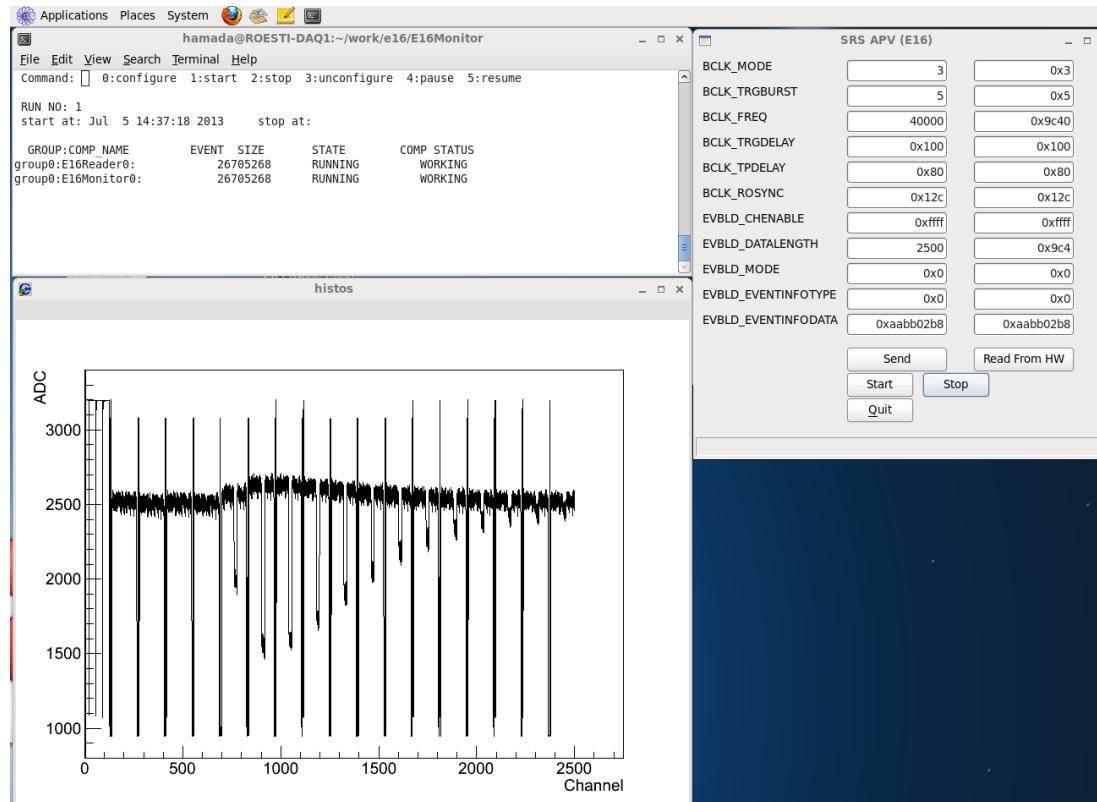 Applications Places System
hamada@ROESTI-DAQ1:~/work/e16/E16Monitor
File Edit View Search Terminal Help
Command: 0:configure 1:start 2:stop 3:unconfigure 4:pause 5:resume
RUN NO: 1
start at: Jul 5 14:37:18 2013 stop at:
GROUP:COMP_NAME EVENT SIZE STATE COMP STATUS
group0:E16Reader0: 26705268 RUNNING WORKING
group0:E16Monitor0: 26705268 RUNNING WORKING
histos
ADC
3000
2500
2000
1500
1000
0 500 1000 1500 2000 2500
Channel
SRS APV (E16)
BCLK_MODE 3 0x3
BCLK_TRGBURST 5 0x5
BCLK_FREQ 40000 0x9c40
BCLK_TRGDELAY 0x100 0x100
BCLK_TPDELAY 0x80 0x80
BCLK_ROSYNC 0x12c 0x12c
EVBLD_CHENABLE 0xffff 0xffff
EVBLD_DATALENGTH 2500 0x9c4
EVBLD_MODE 0x0 0x0
EVBLD_EVENTINFOTYPE 0x0 0x0
EVBLD_EVENTINFODATA 0xaabb02b8 0xaabb02b8
Send Read From HW
Start Stop
Quit